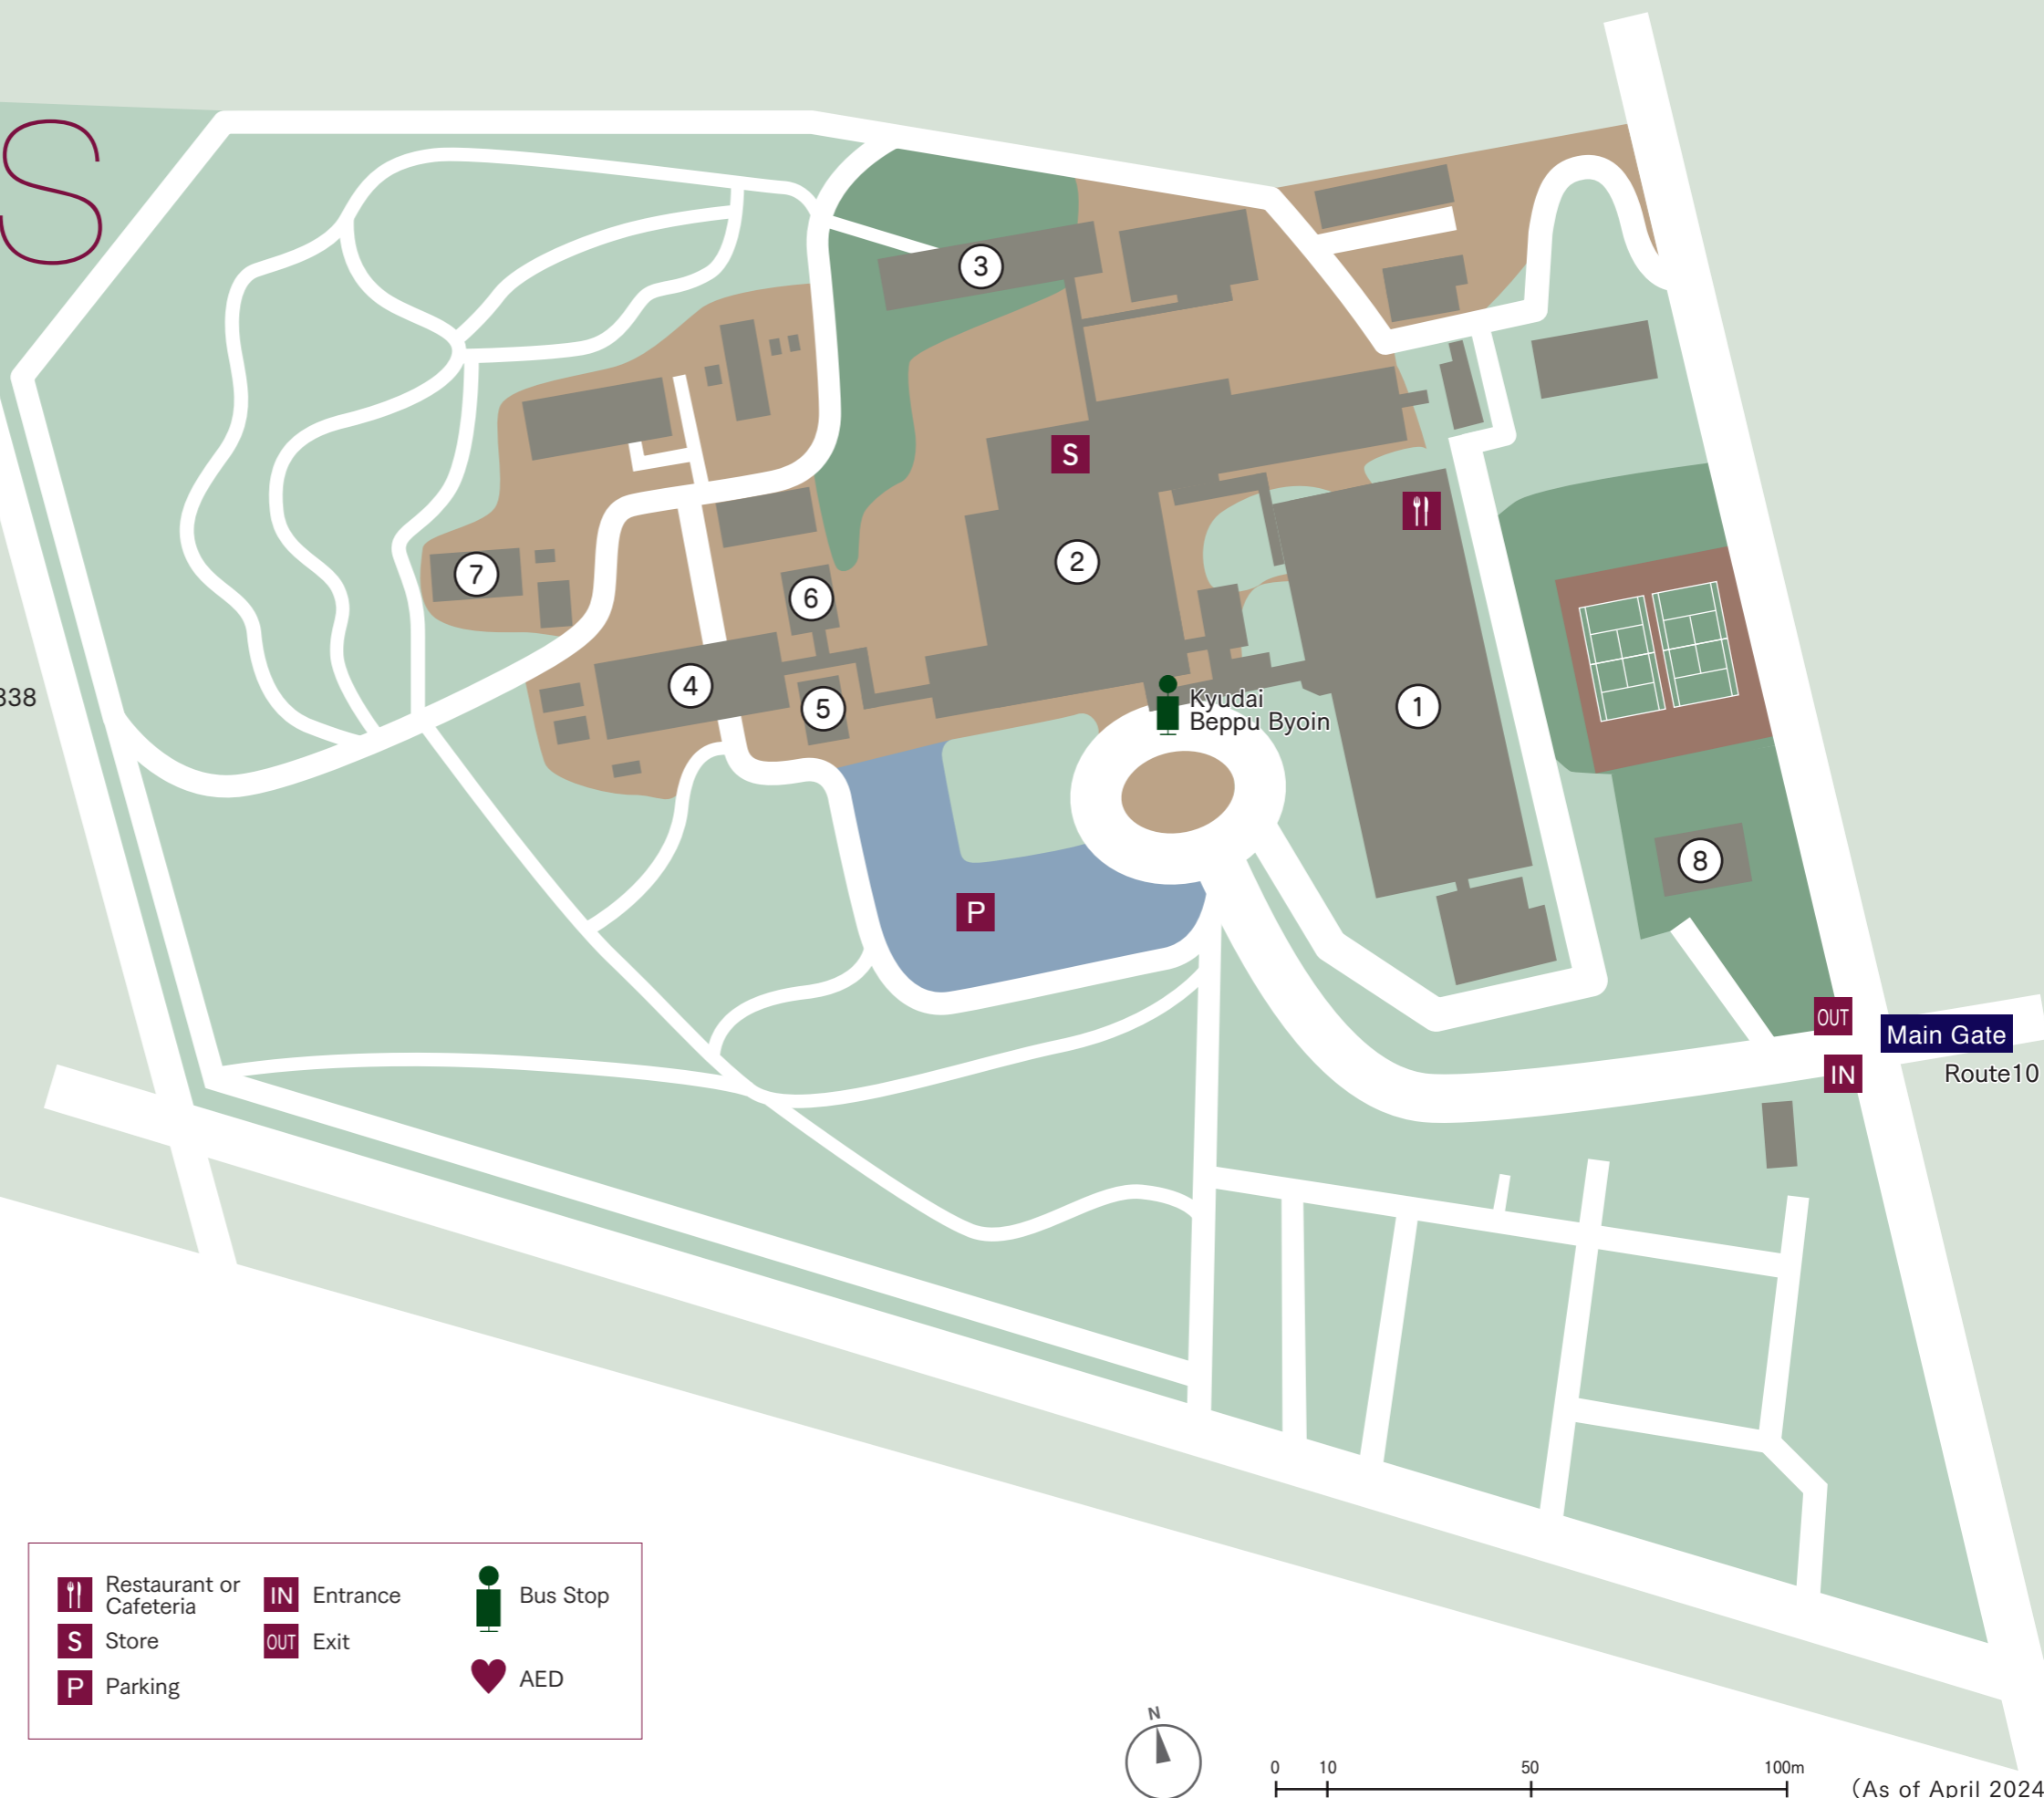 S
3
S
2
7
6
4
5
338
1
Kyudai
Beppu Byoin
8
P
OUT
Main Gate
IN
Route10
Restaurant or
Cafeteria
IN Entrance
Bus Stop
S Store
OUT Exit
P Parking
AED
N
0 10 50 100m
（As of April 2024